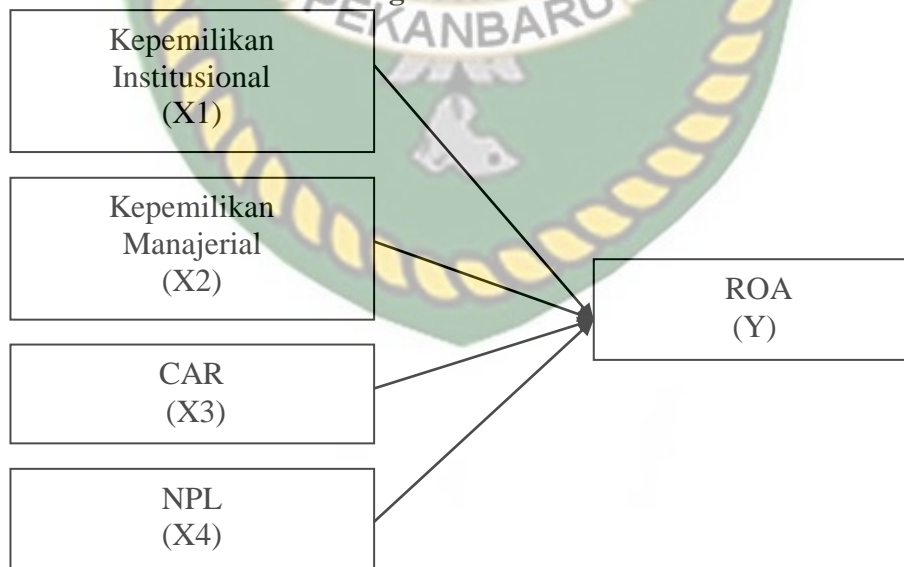 PEKANBARU
Kepemilikan
Institusional
(X1)
Kepemilikan
Manajerial
(X2)
ROA
(Y)
CAR
(X3)
NPL
(X4)